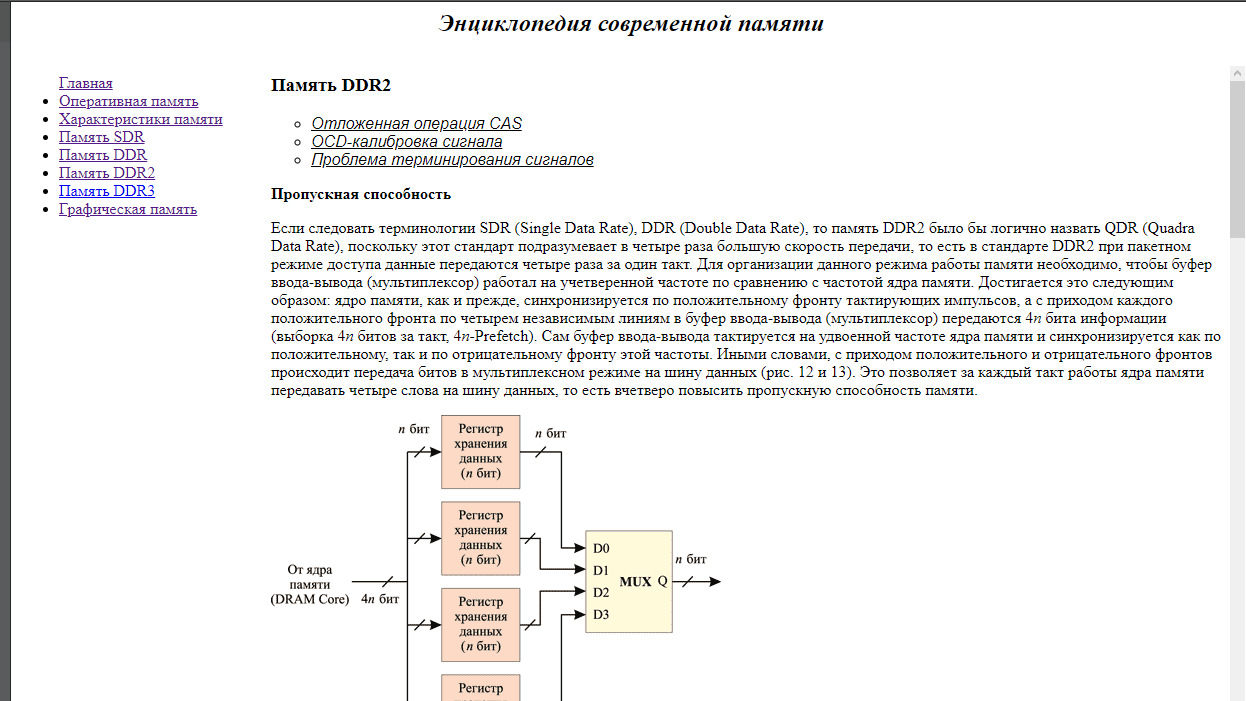 Энциклопедия современной памяти
Главная
Оперативная память
Характеристики памяти
Память SDR
Память DDR
Память DDR2
Память DDR3
Графическая память
Память DDR2
Отложенная операция CAS
OCD-калибровка сигнала
Проблема терминирования сигналов
Пропускная способность
Если следовать терминологии SDR (Single Data Rate), DDR (Double Data Rate), то память DDR2 было бы логично назвать QDR (Quadra
Data Rate), поскольку этот стандарт подразумевает в четыре раза большую скорость передачи, то есть в стандарте DDR2 при пакетном
режиме доступа данные передаются четыре раза за один такт. Для организации данного режима работы памяти необходимо, чтобы буфер
ввода-вывода (мультиплексор) работал на учетверенной частоте по сравнению с частотой ядра памяти. Достигается это следующим
образом: ядро памяти, как и прежде, синхронизируется по положительному фронту тактирующих импульсов, а с приходом каждого
положительного фронта по четырем независимым линиям в буфер ввода-вывода (мультиплексор) передаются 4n бита информации
(выборка 4n битов за такт, 4n-Prefetch). Сам буфер ввода-вывода тактируется на удвоенной частоте ядра памяти и синхронизируется как по
положительному, так и по отрицательному фронту этой частоты. Иными словами, с приходом положительного и отрицательного фронтов
происходит передача битов в мультиплексном режиме на шину данных (рис. 12 и 13). Это позволяет за каждый такт работы ядра памяти
передавать четыре слова на шину данных, то есть вчетверо повысить пропускную способность памяти.
n бит
Регистр
хранения
данных
(n бит)
n бит
Регистр
хранения
данных
(n бит)
От ядра
памяти
(DRAM Core)
4n бит
D0
D1
D2
D3
MUX Q
n бит
Регистр
хранения
данных
(n бит)
Регистр